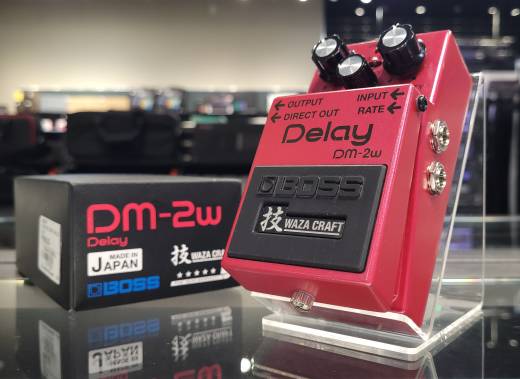 OUTPUT
INPUT
DIRECT OUT
RATE
Delay
DM-2w
BOSS
技 WAZA CRAFT
DM-2w
Delay
J MADE IN JAPAN
技 WAZA CRAFT
BOSS